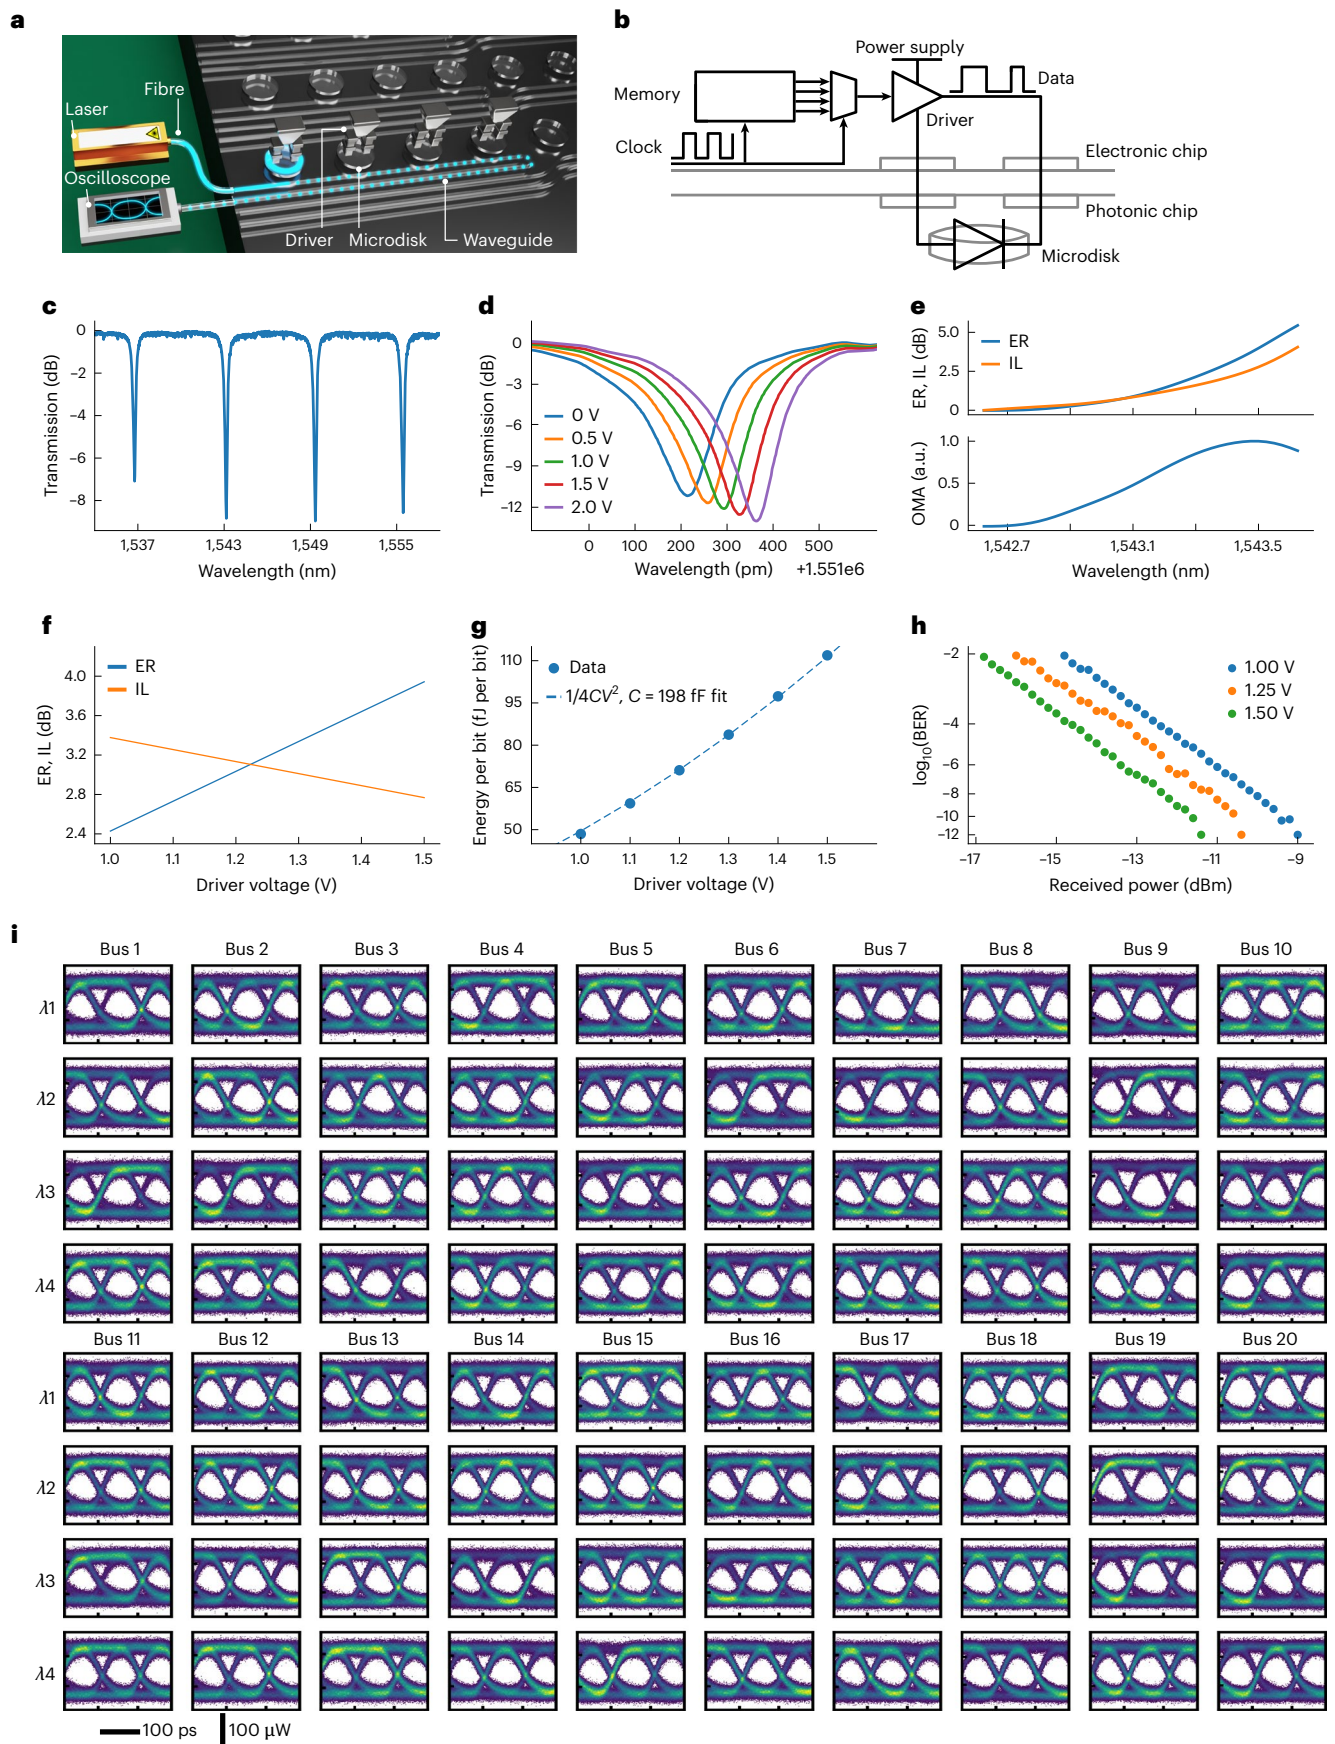 a
Laser
Fibre
Oscilloscope
Driver
Microdisk
Waveguide
b
Power supply
Memory
Data
Driver
Clock
Electronic chip
Photonic chip
Microdisk
c
Transmission (dB)
0
−2
−4
−6
−8
1,537
1,543
1,549
1,555
Wavelength (nm)
d
Transmission (dB)
0
−3
−6
−9
−12
0 V
0.5 V
1.0 V
1.5 V
2.0 V
0
100
200
300
400
500
Wavelength (pm)
+1.551e6
e
ER, IL (dB)
5.0
2.5
0
ER
IL
OMA (a.u.)
1.0
0.5
0
1,542.7
1,543.1
1,543.5
Wavelength (nm)
f
ER, IL (dB)
4.0
3.6
3.2
2.8
2.4
ER
IL
1.0
1.1
1.2
1.3
1.4
1.5
Driver voltage (V)
g
Energy per bit (fJ per bit)
110
95
80
65
50
Data
1/4CV², C = 198 fF fit
1.0
1.1
1.2
1.3
1.4
1.5
Driver voltage (V)
h
log₁₀(BER)
−2
−4
−6
−8
−10
−12
1.00 V
1.25 V
1.50 V
−17
−15
−13
−11
−9
Received power (dBm)
i
Bus 1
Bus 2
Bus 3
Bus 4
Bus 5
Bus 6
Bus 7
Bus 8
Bus 9
Bus 10
λ1
λ2
λ3
λ4
Bus 11
Bus 12
Bus 13
Bus 14
Bus 15
Bus 16
Bus 17
Bus 18
Bus 19
Bus 20
λ1
λ2
λ3
λ4
100 ps
100 µW